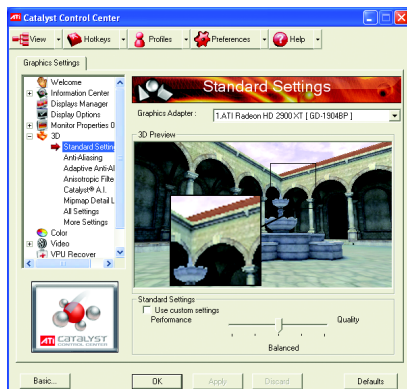 ATI Catalyst Control Center
View
Hotkeys
Profiles
Preferences
Help
Graphics Settings
Welcome
Information Center
Displays Manager
Display Options
Monitor Properties 0
3D
Standard Settin
Anti-Aliasing
Adaptive Anti-Al
Anisotropic Filte
Catalyst® A.I.
Mipmap Detail L
All Settings
More Settings
Color
Video
VPU Recover
ATI CATALYST
CONTROL CENTER
Standard Settings
Graphics Adapter :
1.ATI Radeon HD 2900 XT [ GD-1904BP ]
3D Preview
Standard Settings
Use custom settings
Performance
Quality
Balanced
Basic...
OK
Apply
Discard
Defaults